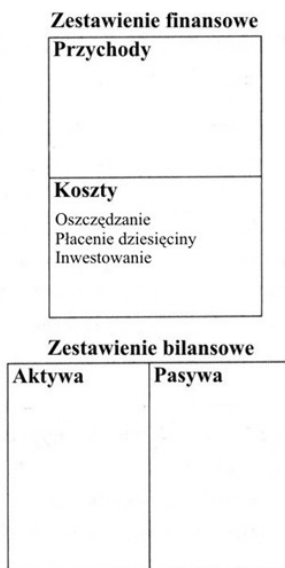 Zestawienie finansowe
Przychody
Koszty
Oszczędzanie
Płacenie dziesięciny
Inwestowanie
Zestawienie bilansowe
Aktywa
Pasywa